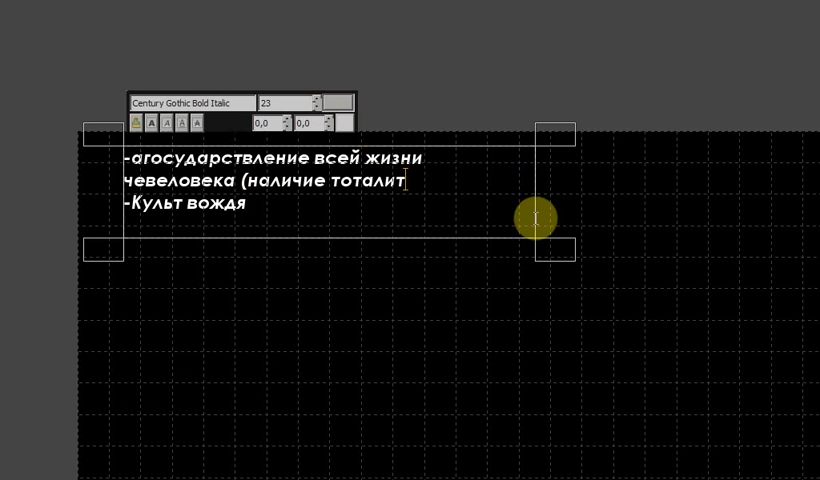 Century Gothic Bold Italic 23
A A A A 0,0 0,0
-агосударствление всей жизни
чевеловека (наличие тоталит
-Культ вождя